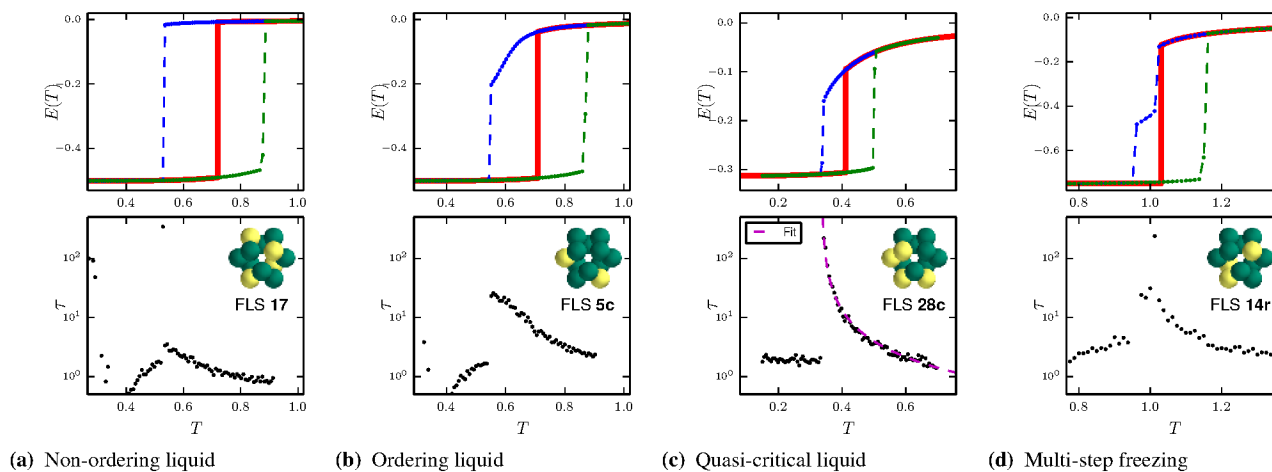 0.0
−0.2
−0.4
E(T)
0.0
−0.2
−0.4
E(T)
0.0
−0.1
−0.2
−0.3
E(T)
0.0
−0.2
−0.4
−0.6
E(T)
10²
10¹
10⁰
τ
FLS 17
0.4 0.6 0.8 1.0
T
10²
10¹
10⁰
τ
FLS 5c
0.4 0.6 0.8 1.0
T
10²
10¹
10⁰
τ
Fit
FLS 28c
0.2 0.4 0.6
T
10²
10¹
10⁰
τ
FLS 14r
0.8 1.0 1.2
T
(a) Non-ordering liquid
(b) Ordering liquid
(c) Quasi-critical liquid
(d) Multi-step freezing